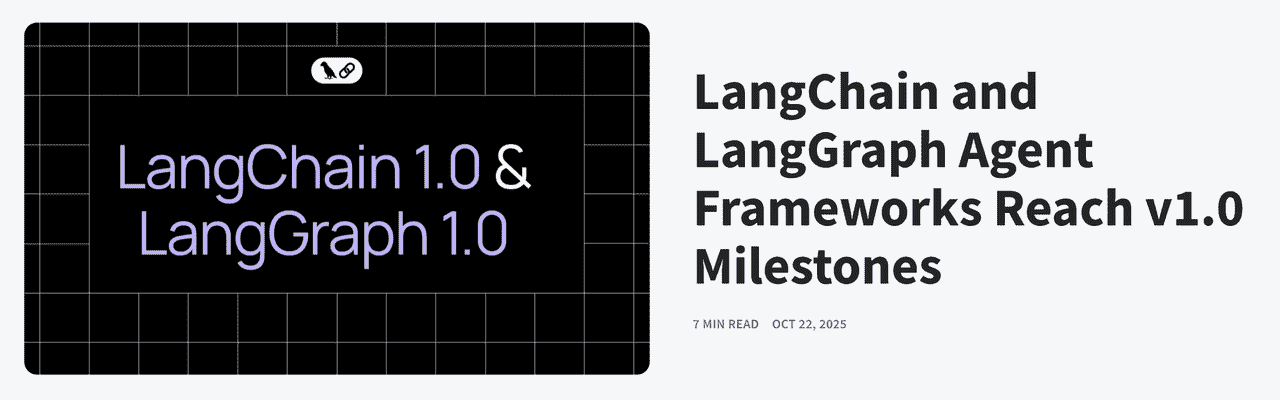 LangChain 1.0 &
LangGraph 1.0
LangChain and
LangGraph Agent
Frameworks Reach v1.0
Milestones
7 MIN READ OCT 22, 2025